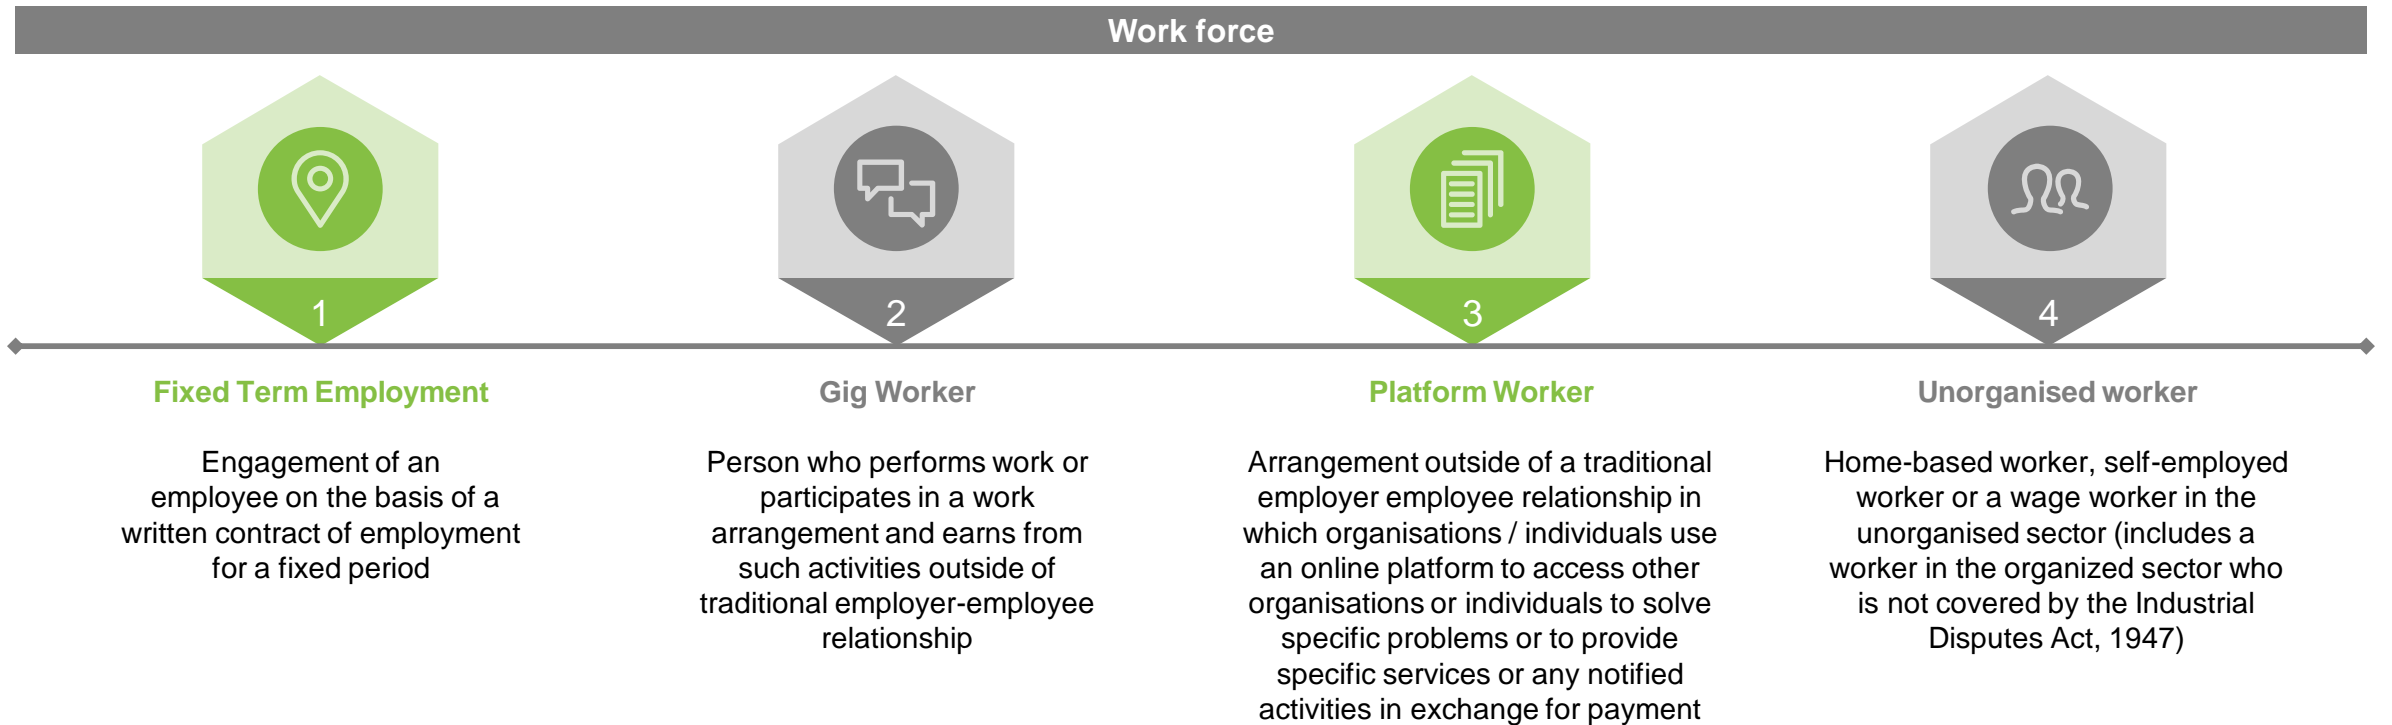 Work force
1
2
3
4
Fixed Term Employment
Engagement of an
employee on the basis of a
written contract of employment
for a fixed period
Gig Worker
Person who performs work or
participates in a work
arrangement and earns from
such activities outside of
traditional employer-employee
relationship
Platform Worker
Arrangement outside of a traditional
employer employee relationship in
which organisations / individuals use
an online platform to access other
organisations or individuals to solve
specific problems or to provide
specific services or any notified
activities in exchange for payment
Unorganised worker
Home-based worker, self-employed
worker or a wage worker in the
unorganised sector (includes a
worker in the organized sector who
is not covered by the Industrial
Disputes Act, 1947)